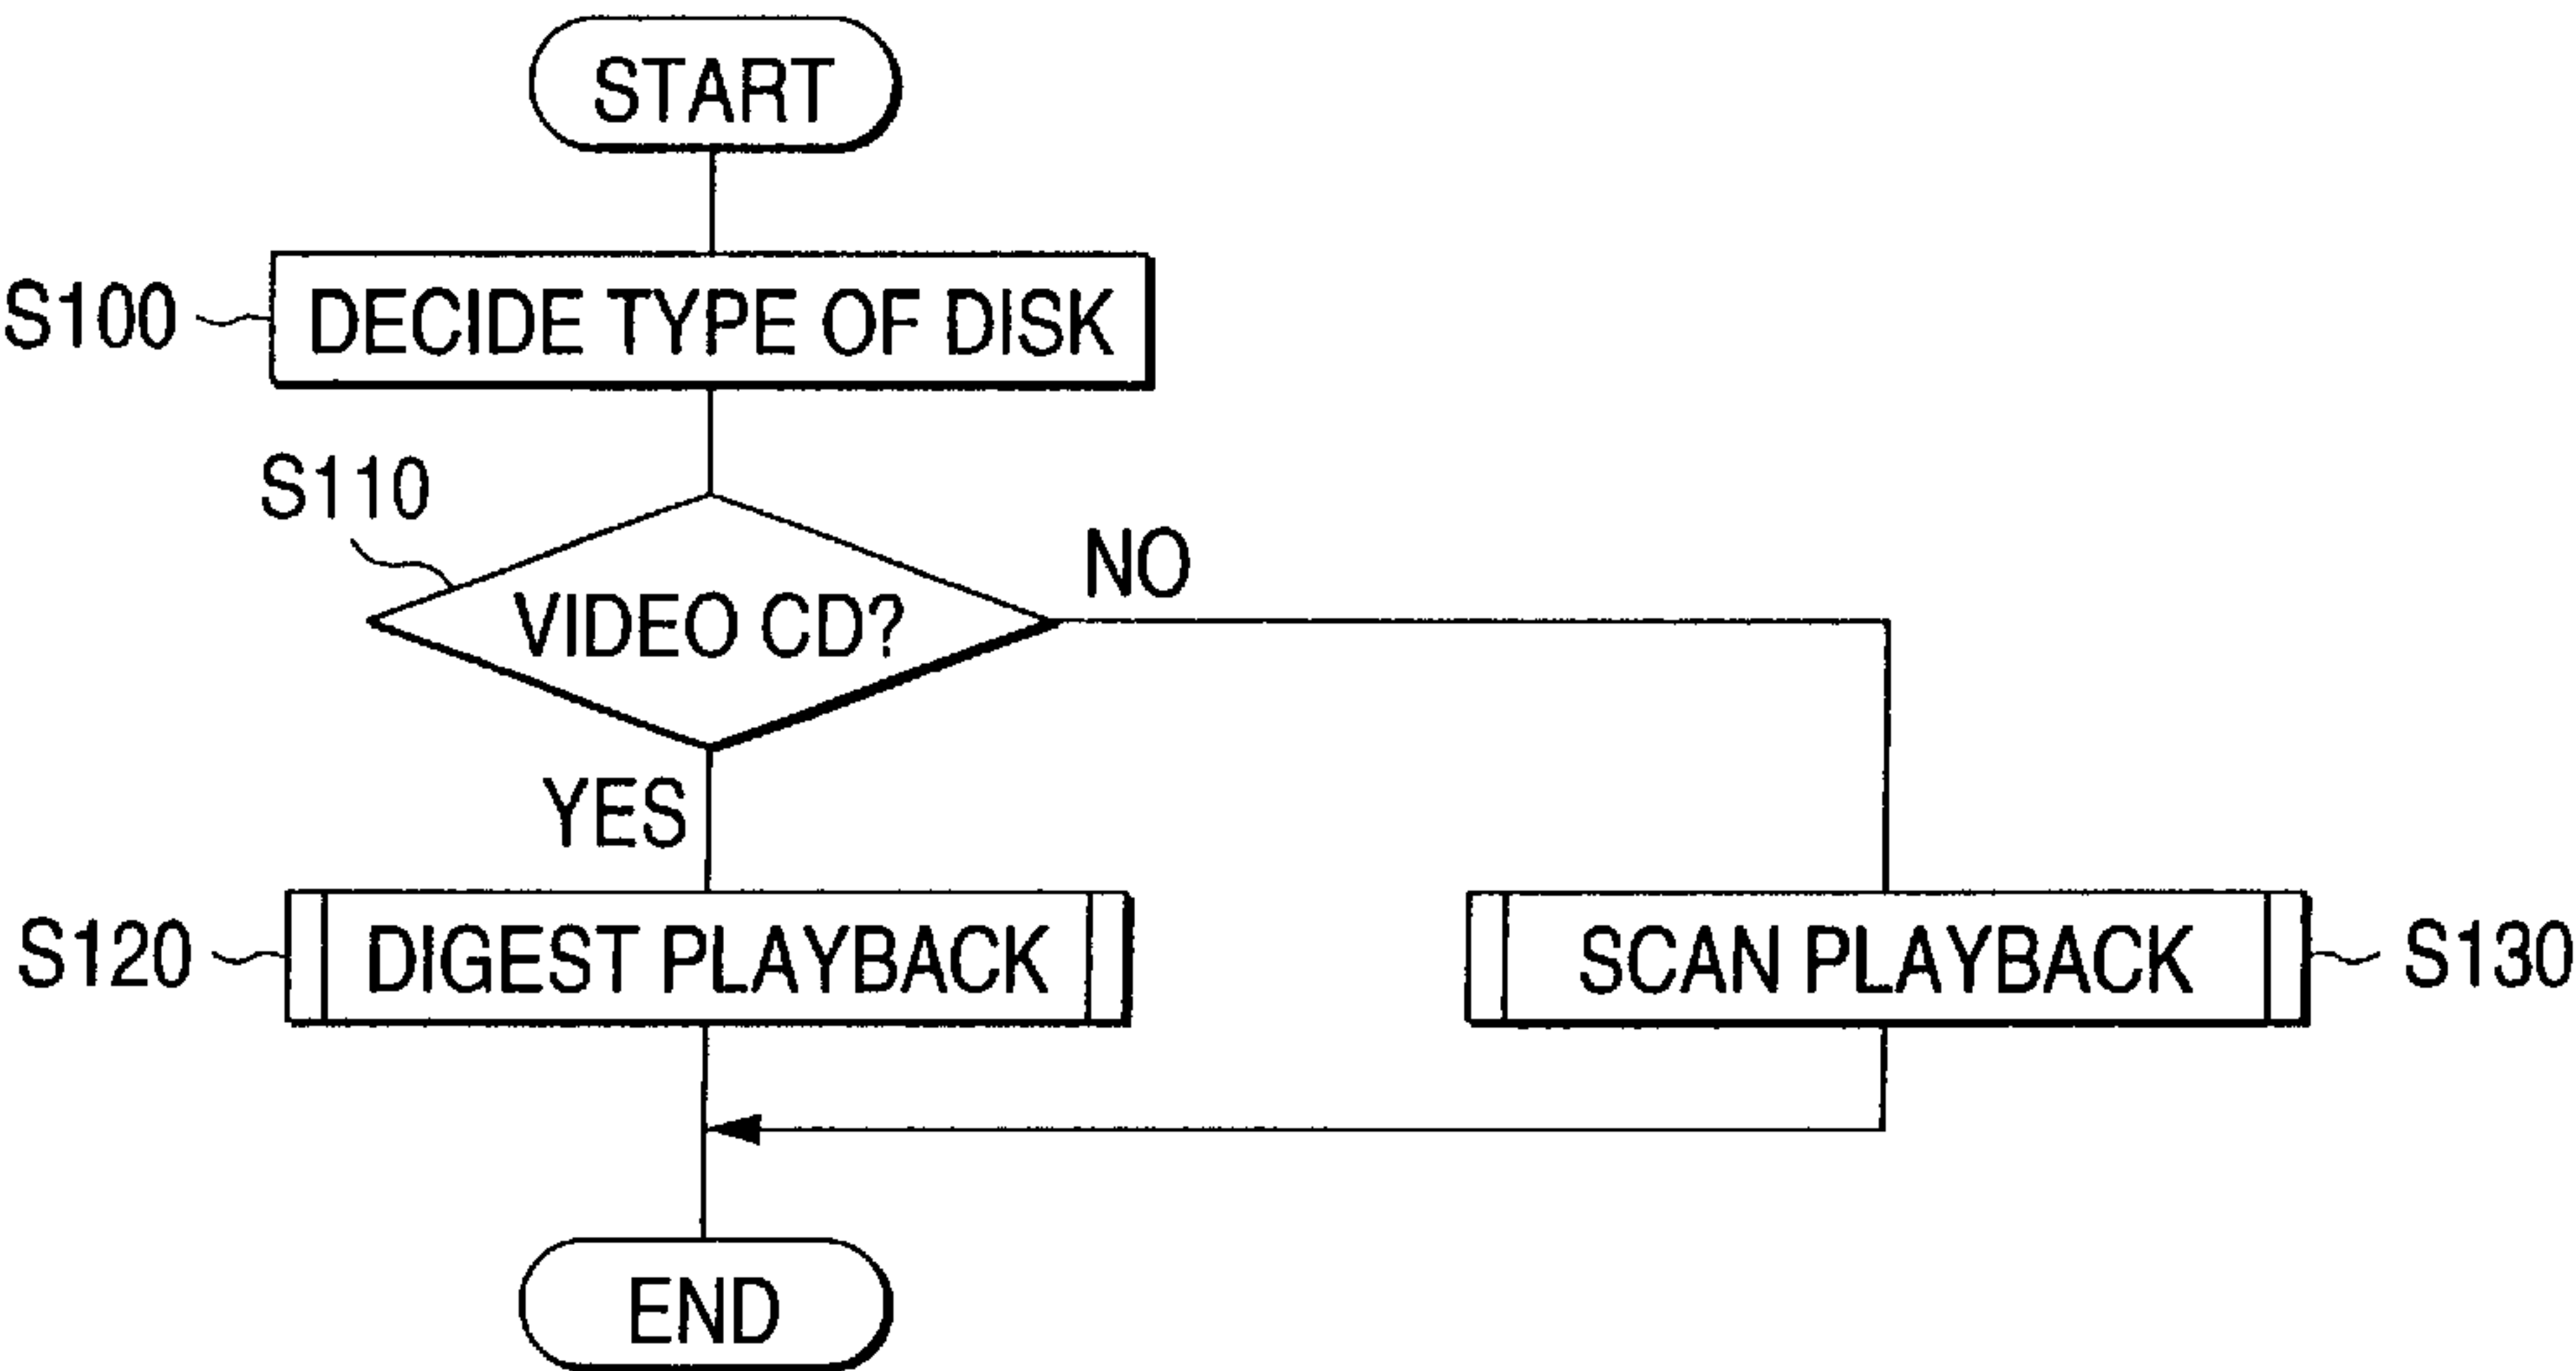 START
S100
DECIDE TYPE OF DISK
S110
VIDEO CD?
NO
YES
S120
DIGEST PLAYBACK
SCAN PLAYBACK
S130
END